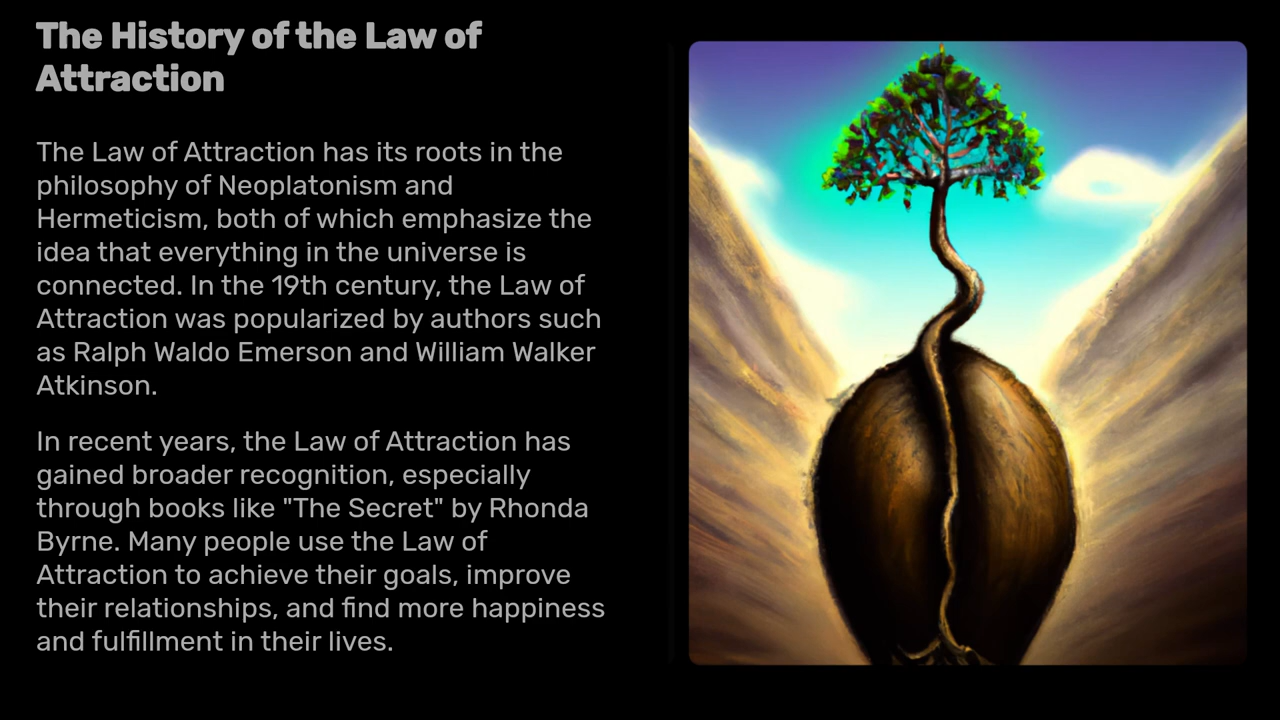 The History of the Law of
Attraction
The Law of Attraction has its roots in the
philosophy of Neoplatonism and
Hermeticism, both of which emphasize the
idea that everything in the universe is
connected. In the 19th century, the Law of
Attraction was popularized by authors such
as Ralph Waldo Emerson and William Walker
Atkinson.
In recent years, the Law of Attraction has
gained broader recognition, especially
through books like "The Secret" by Rhonda
Byrne. Many people use the Law of
Attraction to achieve their goals, improve
their relationships, and find more happiness
and fulfillment in their lives.